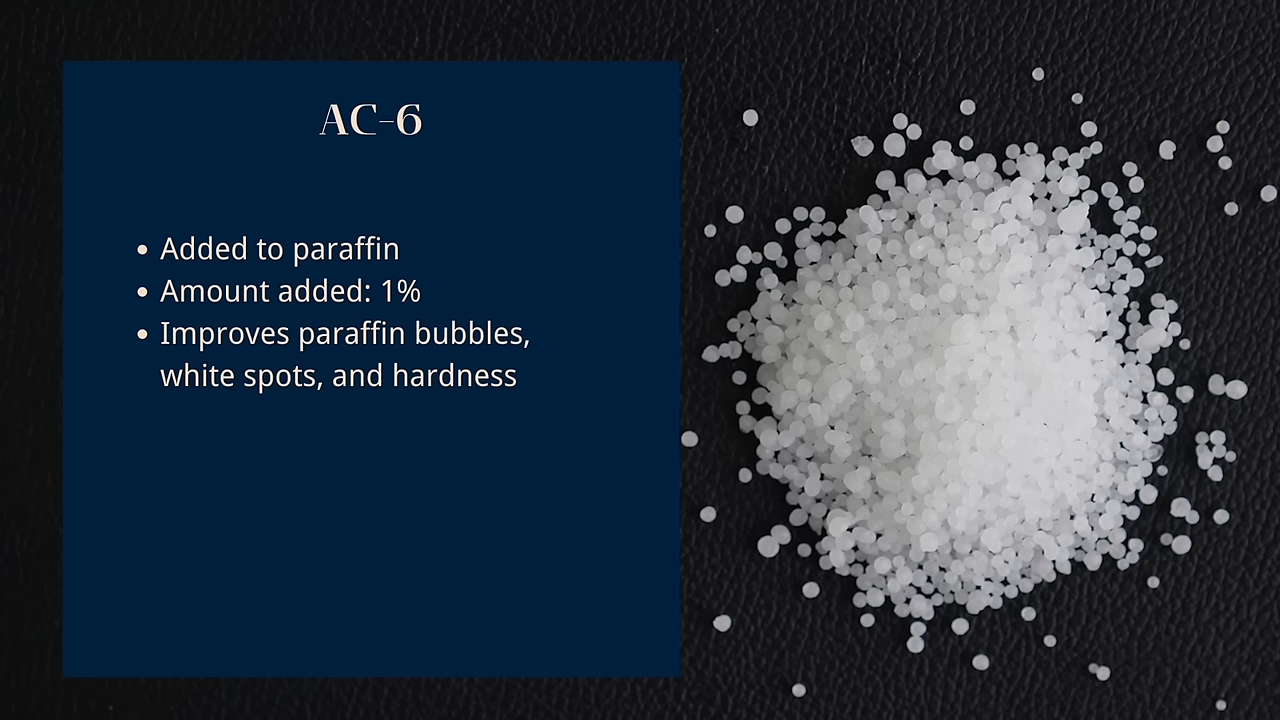 AC-6
• Added to paraffin
• Amount added: 1%
• Improves paraffin bubbles,
white spots, and hardness